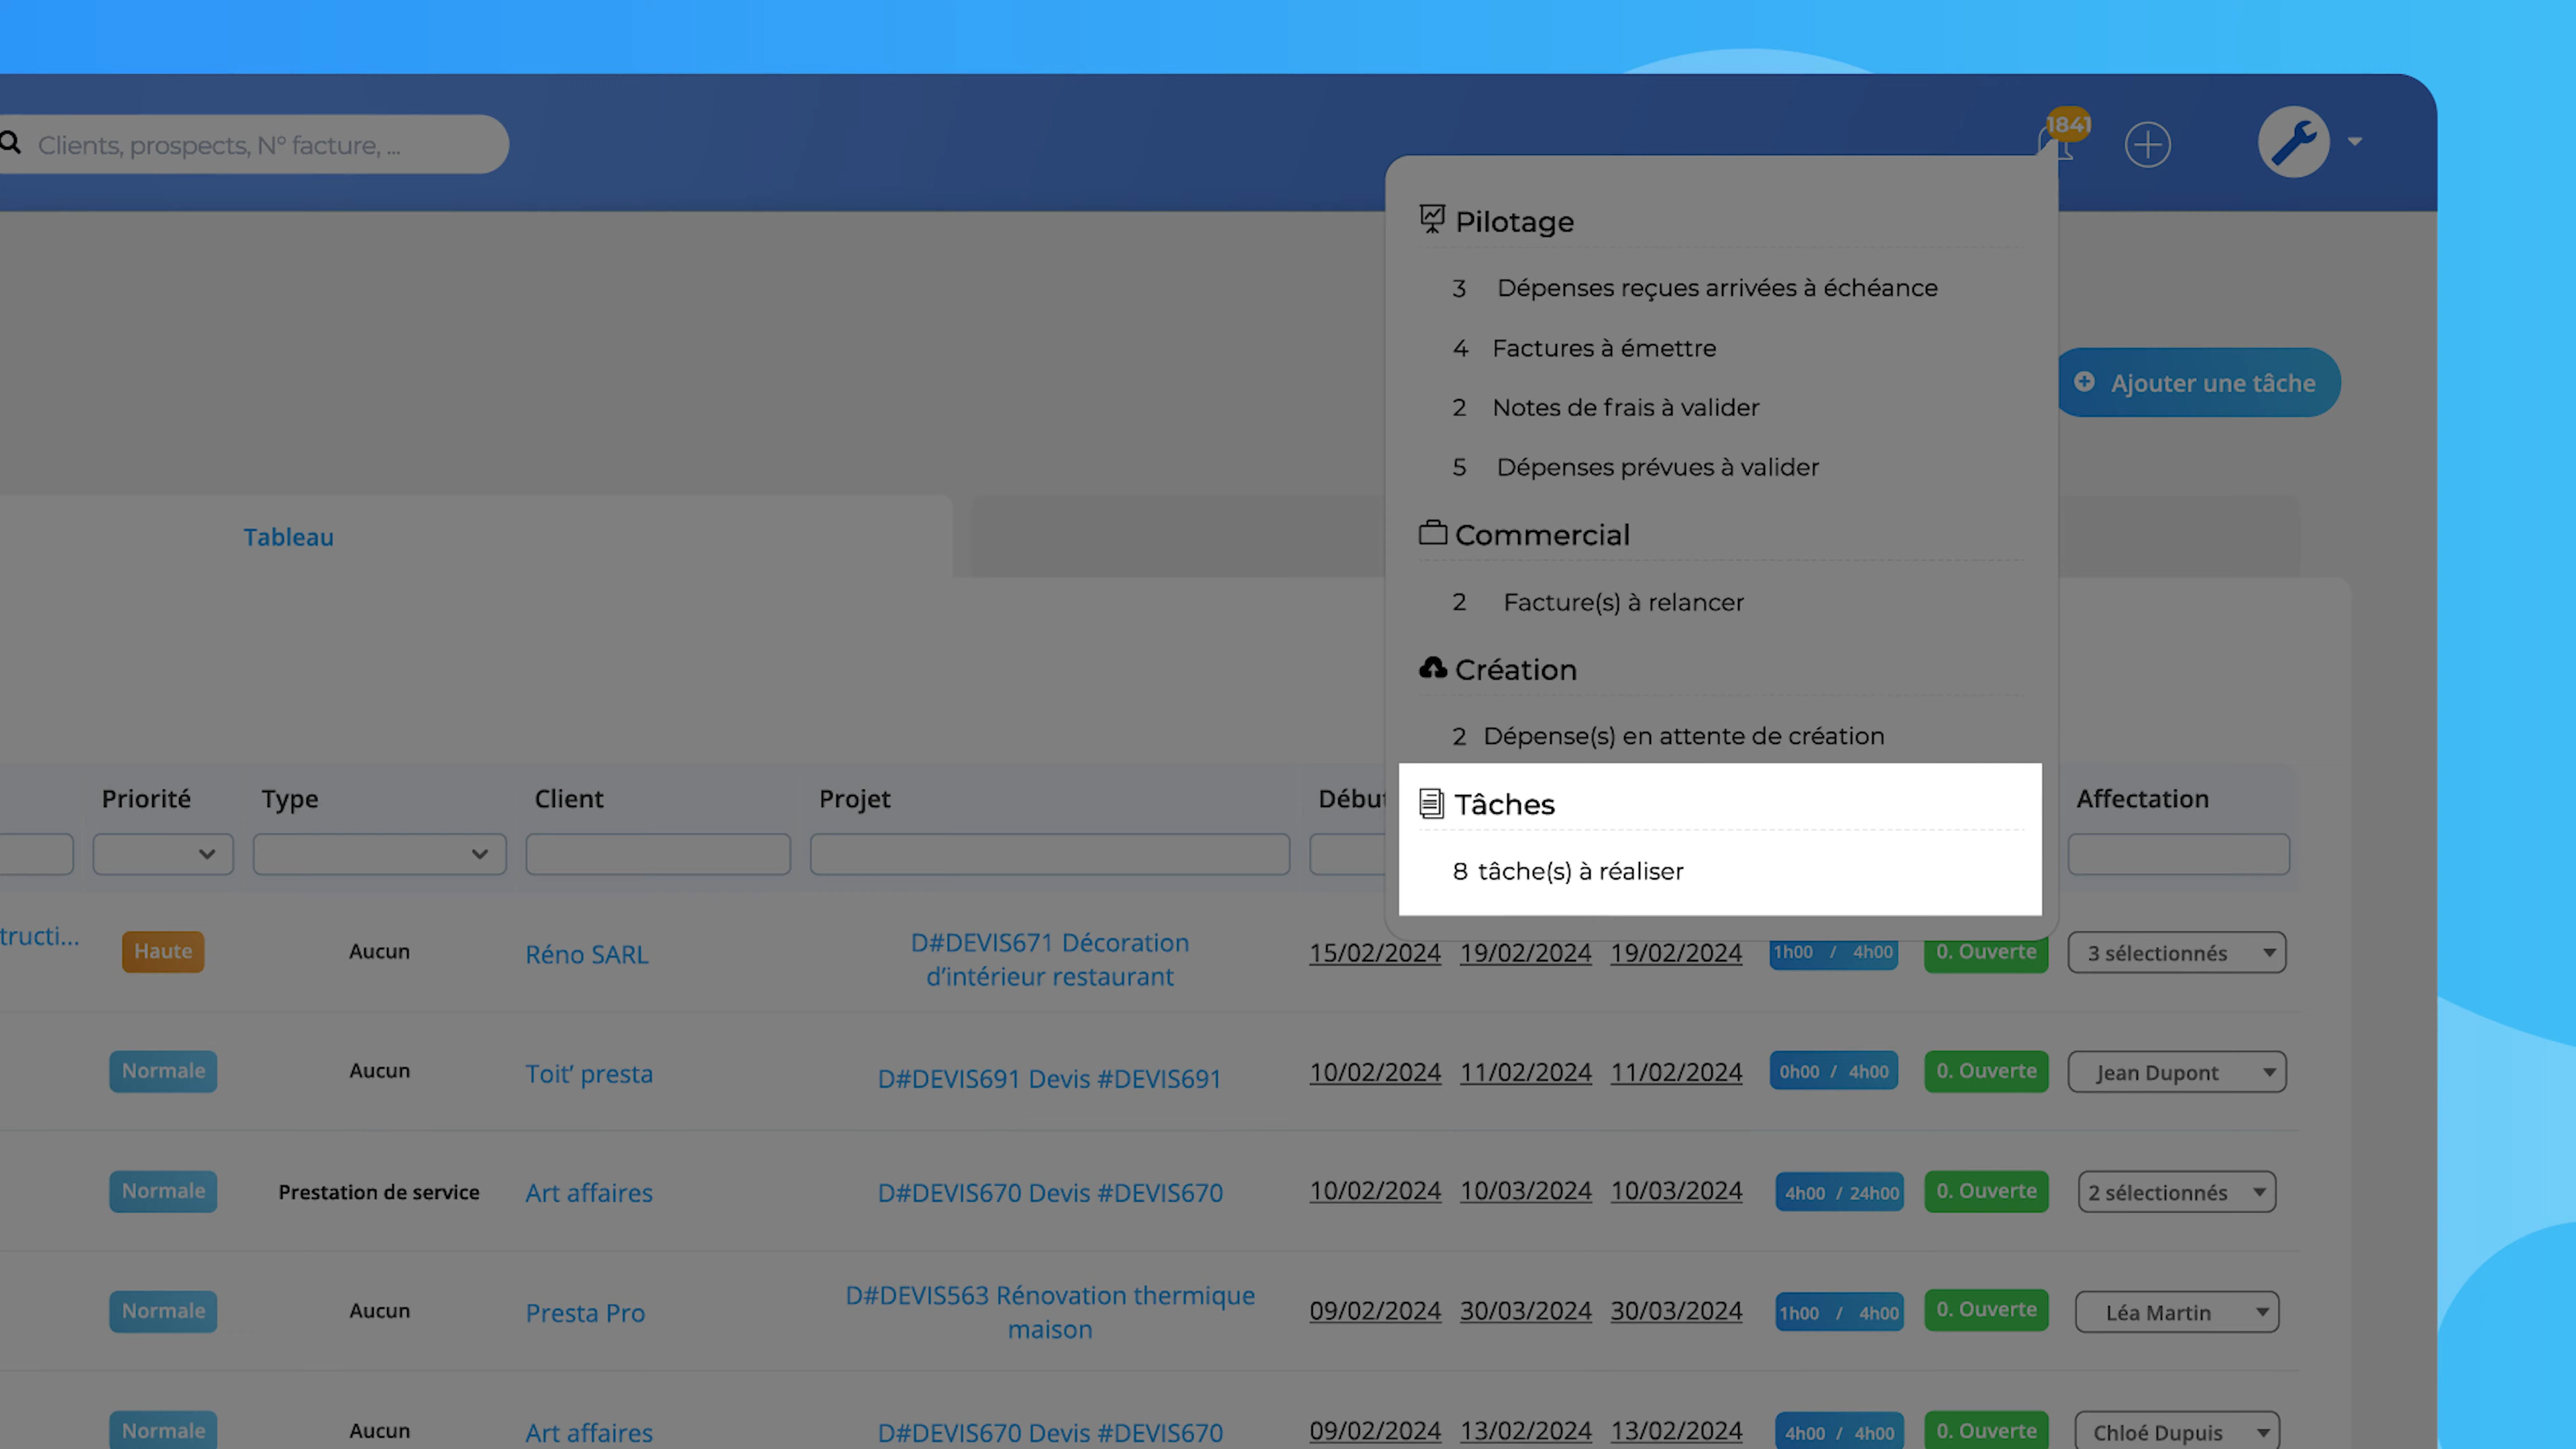 Clients, prospects, N° facture, ...
1841
Pilotage
3 Dépenses reçues arrivées à échéance
4 Factures à émettre
2 Notes de frais à valider
5 Dépenses prévues à valider
Commercial
2 Facture(s) à relancer
Création
2 Dépense(s) en attente de création
Tâches
8 tâche(s) à réaliser
Ajouter une tâche
Tableau
Priorité Type Client Projet Début Affectation
tructi... Haute Aucun Réno SARL D#DEVIS671 Décoration
d'intérieur restaurant 15/02/2024 19/02/2024 19/02/2024 1h00 / 4h00 0. Ouverte 3 sélectionnés
Normale Aucun Toit' presta D#DEVIS691 Devis #DEVIS691 10/02/2024 11/02/2024 11/02/2024 0h00 / 4h00 0. Ouverte Jean Dupont
Normale Prestation de service Art affaires D#DEVIS670 Devis #DEVIS670 10/02/2024 10/03/2024 10/03/2024 4h00 / 24h00 0. Ouverte 2 sélectionnés
Normale Aucun Presta Pro D#DEVIS563 Rénovation thermique
maison 09/02/2024 30/03/2024 30/03/2024 1h00 / 4h00 0. Ouverte Léa Martin
Normale Aucun Art affaires D#DEVIS670 Devis #DEVIS670 09/02/2024 13/02/2024 13/02/2024 4h00 / 4h00 0. Ouverte Chloé Dupuis